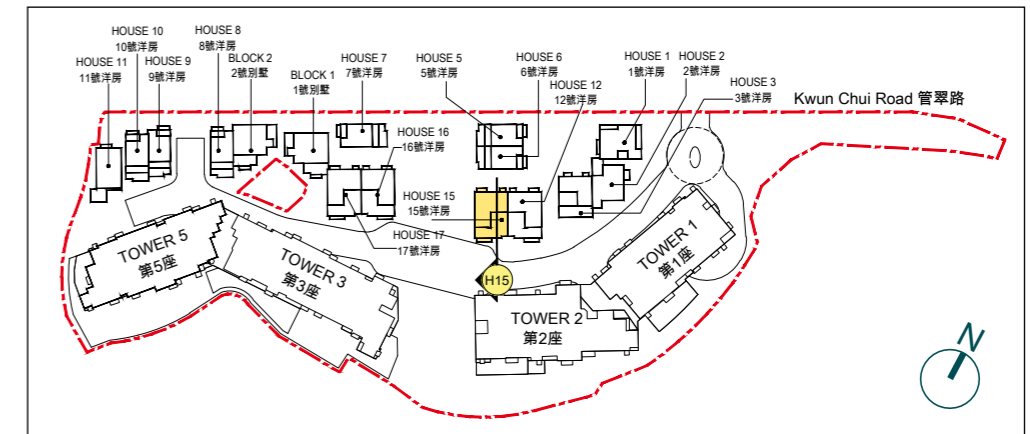 HOUSE 10
10號洋房
HOUSE 8
8號洋房
HOUSE 11
11號洋房
HOUSE 9
9號洋房
BLOCK 2
2號別墅
BLOCK 1
1號別墅
HOUSE 7
7號洋房
HOUSE 5
5號洋房
HOUSE 6
6號洋房
HOUSE 12
12號洋房
HOUSE 1
1號洋房
HOUSE 2
2號洋房
HOUSE 3
3號洋房
Kwun Chui Road 管翠路
HOUSE 16
16號洋房
HOUSE 15
15號洋房
HOUSE 17
17號洋房
TOWER 5
第5座
TOWER 3
第3座
H15
TOWER 2
第2座
TOWER 1
第1座
N